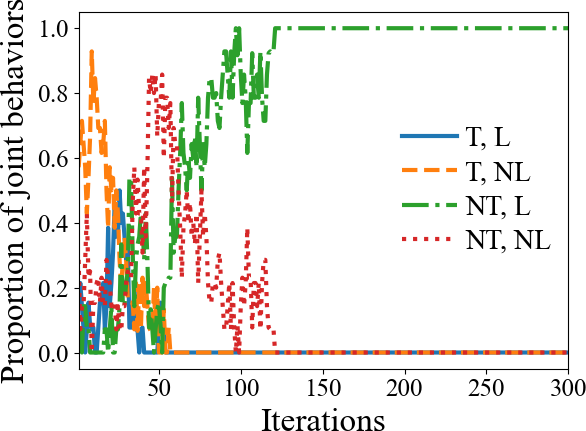 Proportion of joint behaviors
1.0
0.8
0.6
0.4
0.2
0.0
T, L
T, NL
NT, L
NT, NL
50 100 150 200 250 300
Iterations